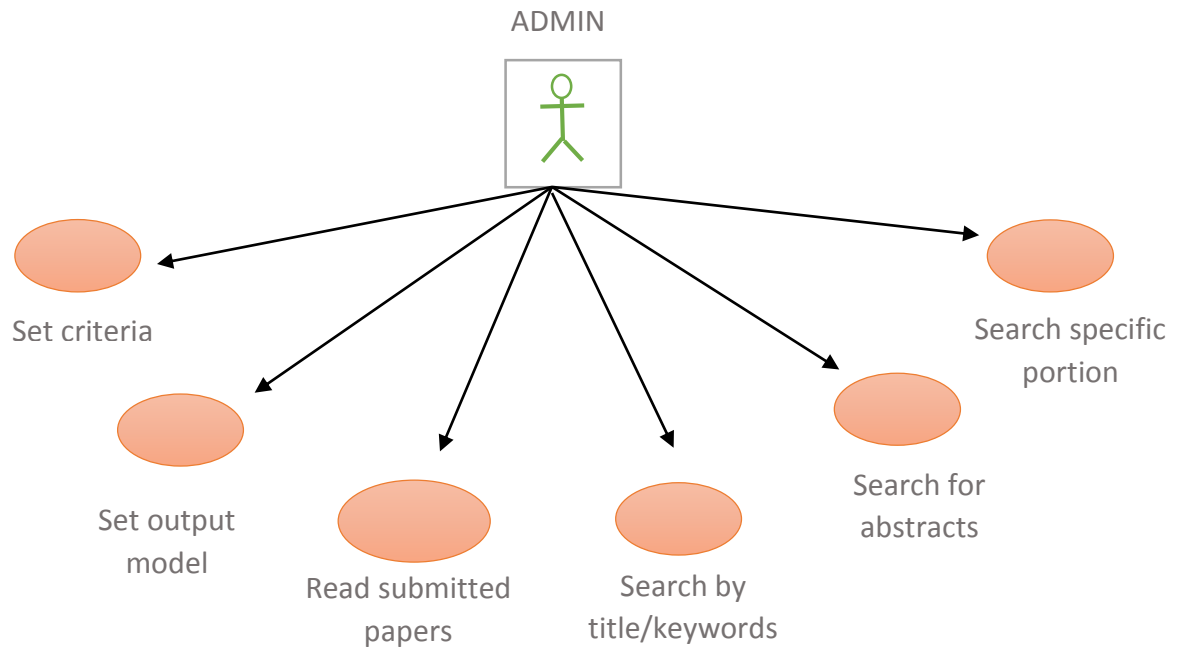 ADMIN
Set criteria
Set output
model
Read submitted
papers
Search by
title/keywords
Search for
abstracts
Search specific
portion